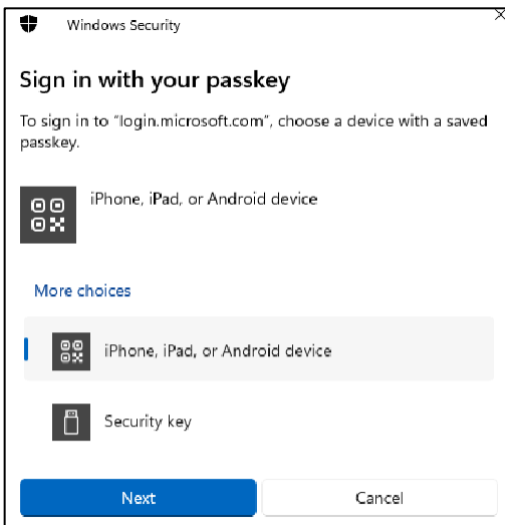 Windows Security
Sign in with your passkey
To sign in to "login.microsoft.com", choose a device with a saved
passkey.
iPhone, iPad, or Android device
More choices
iPhone, iPad, or Android device
Security key
Next
Cancel